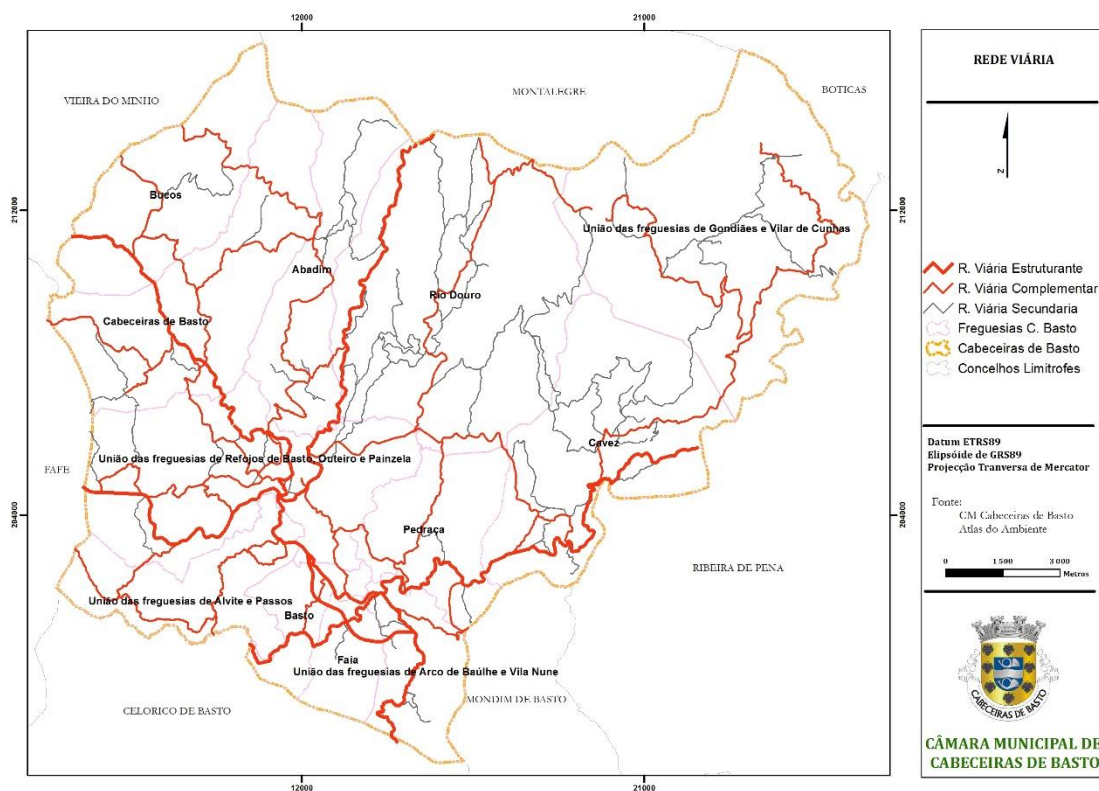 12000
21000
VIEIRA DO MINHO
MONTALEGRE
BOTICAS
212000
212000
Bucos
União das freguesias de Gondiães e Vilar de Cunhas
Abadim
Rio Douro
Cabeceiras de Basto
Cavez
União das freguesias de Refojos de Basto, Outeiro e Painzela
FAFE
204000
204000
Pedraça
RIBEIRA DE PENA
União das freguesias de Alvite e Passos
Basto
Faia
União das freguesias de Arco de Baúlhe e Vila Nune
MONDIM DE BASTO
CELORICO DE BASTO
12000
21000
REDE VIÁRIA
N
R. Viária Estruturante
R. Viária Complementar
R. Viária Secundaria
Freguesias C. Basto
Cabeceiras de Basto
Concelhos Limitrofes
Datum ETRS89
Elipsóide de GRS89
Projecção Tranversa de Mercator
Fonte:
CM Cabeceiras de Basto
Atlas do Ambiente
0 1 500 3 000
Metros
CABECEIRAS DE BASTO
CÂMARA MUNICIPAL DE
CABECEIRAS DE BASTO